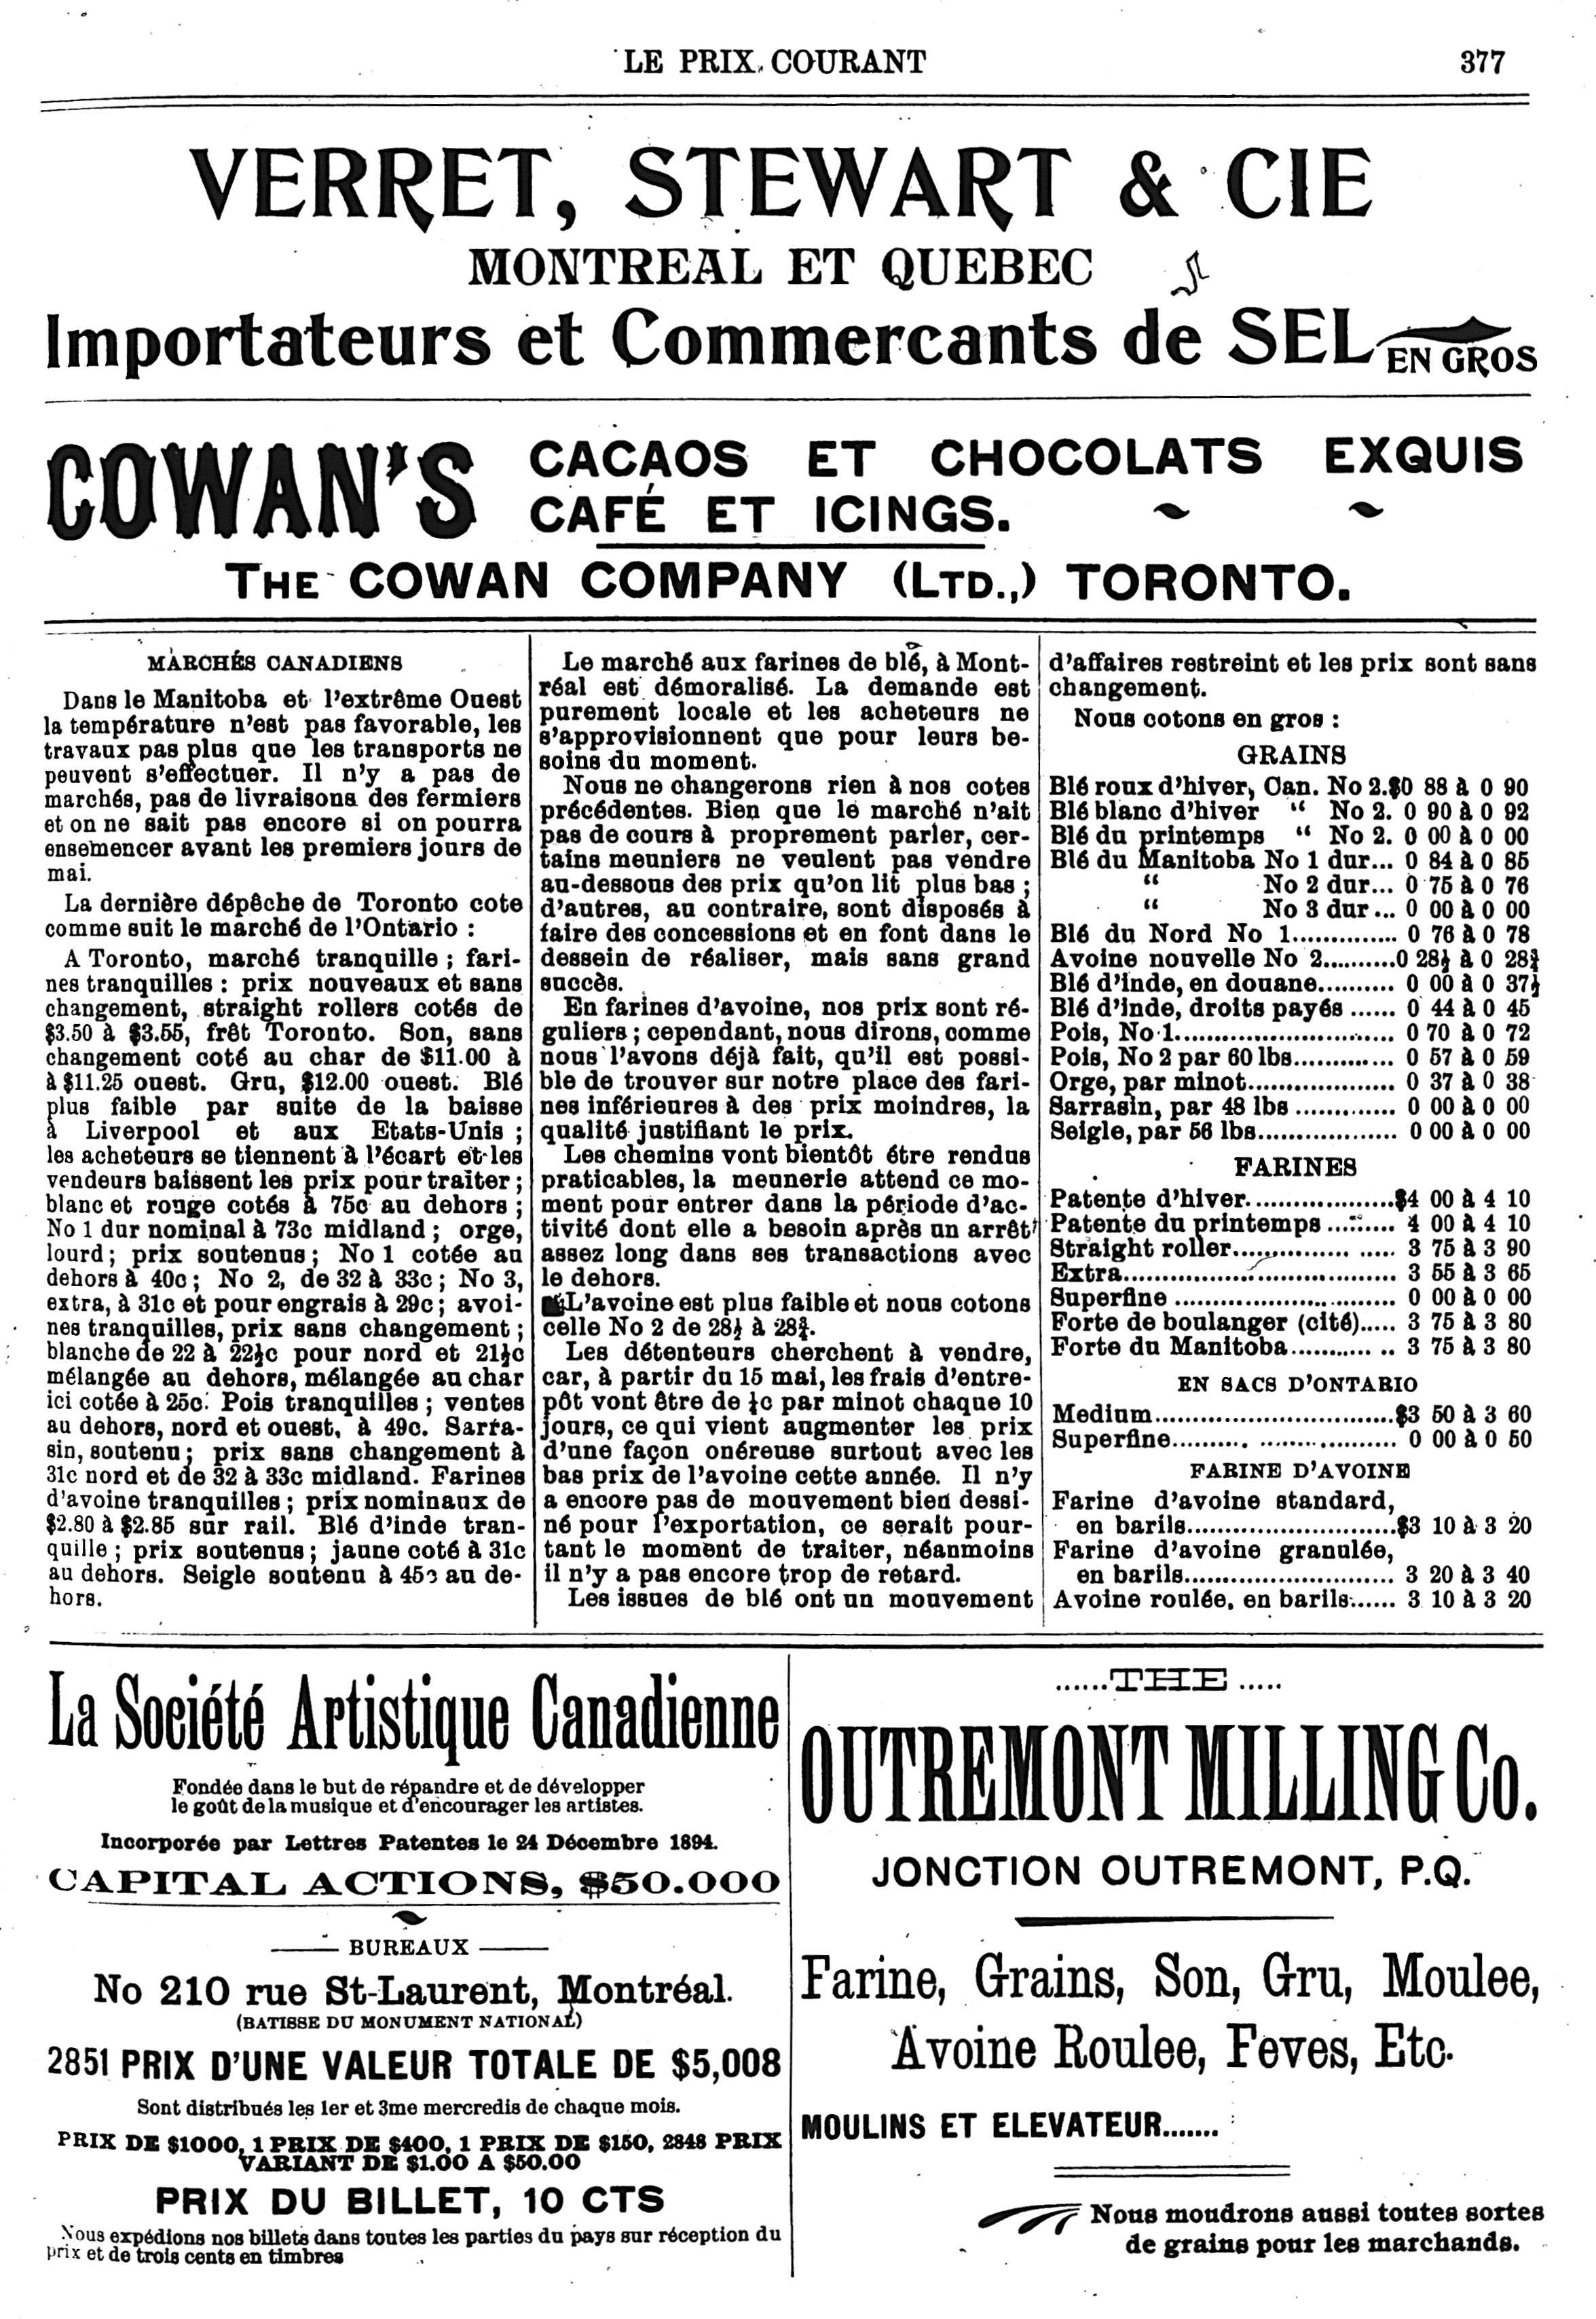 LE PRIX COURANT 377
VERRET, STEWART & CIE
MONTREAL ET QUEBEC
Importateurs et Commercants de SEL EN GROS
COWAN'S CACAOS ET CHOCOLATS EXQUIS
CAFÉ ET ICINGS.
THE COWAN COMPANY (LTD.,) TORONTO.
MARCHÉS CANADIENS
Dans le Manitoba et l'extrême Ouest
la température n'est pas favorable, les
travaux pas plus que les transports ne
peuvent s'effectuer. Il n'y a pas de
marchés, pas de livraisons des fermiers
et on ne sait pas encore si on pourra
ensemencer avant les premiers jours de
mai.
La dernière dépêche de Toronto cote
comme suit le marché de l'Ontario :
A Toronto, marché tranquille ; fari-
nes tranquilles : prix nouveaux et sans
changement, straight rollers cotés de
$3.50 à $3.55, frêt Toronto. Son, sans
changement coté au char de $11.00 à
à $11.25 ouest. Gru, $12.00 ouest. Blé
plus faible par suite de la baisse
à Liverpool et aux Etats-Unis ;
les acheteurs se tiennent à l'écart et les
vendeurs baissent les prix pour traiter ;
blanc et rouge cotés à 75c au dehors ;
No 1 dur nominal à 73c midland ; orge,
lourd ; prix soutenus ; No 1 cotée au
dehors à 40c ; No 2, de 32 à 33c ; No 3,
extra, à 31c et pour engrais à 29c ; avoi-
nes tranquilles, prix sans changement ;
blanche de 22 à 22½c pour nord et 21½c
mélangée au dehors, mélangée au char
ici cotée à 25c. Pois tranquilles ; ventes
au dehors, nord et ouest, à 49c. Sarra-
sin, soutenu ; prix sans changement à
31c nord et de 32 à 33c midland. Farines
d'avoine tranquilles ; prix nominaux de
$2.80 à $2.85 sur rail. Blé d'inde tran-
quille ; prix soutenus ; jaune coté à 31c
au dehors. Seigle soutenu à 45c au de-
hors.
Le marché aux farines de blé, à Mont-
réal est démoralisé. La demande est
purement locale et les acheteurs ne
s'approvisionnent que pour leurs be-
soins du moment.
Nous ne changerons rien à nos cotes
précédentes. Bien que le marché n'ait
pas de cours à proprement parler, cer-
tains meuniers ne veulent pas vendre
au-dessous des prix qu'on lit plus bas ;
d'autres, au contraire, sont disposés à
faire des concessions et en font dans le
dessein de réaliser, mais sans grand
succès.
En farines d'avoine, nos prix sont ré-
guliers ; cependant, nous dirons, comme
nous l'avons déjà fait, qu'il est possi-
ble de trouver sur notre place des fari-
nes inférieures à des prix moindres, la
qualité justifiant le prix.
Les chemins vont bientôt être rendus
praticables, la meunerie attend ce mo-
ment pour entrer dans la période d'ac-
tivité dont elle a besoin après un arrêt
assez long dans ses transactions avec
le dehors.
L'avoine est plus faible et nous cotons
celle No 2 de 28½ à 28¾.
Les détenteurs cherchent à vendre,
car, à partir du 15 mai, les frais d'entre-
pôt vont être de ½c par minot chaque 10
jours, ce qui vient augmenter les prix
d'une façon onéreuse surtout avec les
bas prix de l'avoine cette année. Il n'y
a encore pas de mouvement bien dessi-
né pour l'exportation, ce serait pour-
tant le moment de traiter, néanmoins
il n'y a pas encore trop de retard.
Les issues de blé ont un mouvement
d'affaires restreint et les prix sont sans
changement.
Nous cotons en gros :
GRAINS
Blé roux d'hiver, Can. No 2.$0 88 à 0 90
Blé blanc d'hiver " No 2. 0 90 à 0 92
Blé du printemps " No 2. 0 00 à 0 00
Blé du Manitoba No 1 dur... 0 84 à 0 85
" No 2 dur... 0 75 à 0 76
" No 3 dur... 0 00 à 0 00
Blé du Nord No 1.............. 0 76 à 0 78
Avoine nouvelle No 2..........0 28½ à 0 28¾
Blé d'inde, en douane.......... 0 00 à 0 37½
Blé d'inde, droits payés ...... 0 44 à 0 45
Pois, No 1............................. 0 70 à 0 72
Pois, No 2 par 60 lbs............. 0 57 à 0 59
Orge, par minot.................... 0 37 à 0 38
Sarrasin, par 48 lbs .............. 0 00 à 0 00
Seigle, par 56 lbs................... 0 00 à 0 00
FARINES
Patente d'hiver....................$4 00 à 4 10
Patente du printemps ......... 4 00 à 4 10
Straight roller................ ..... 3 75 à 3 90
Extra..................................... 3 55 à 3 65
Superfine .............................. 0 00 à 0 00
Forte de boulanger (cité)..... 3 75 à 3 80
Forte du Manitoba........... .. 3 75 à 3 80
EN SACS D'ONTARIO
Medium.................................$3 50 à 3 60
Superfine.......... ................... 0 00 à 0 50
FARINE D'AVOINE
Farine d'avoine standard,
en barils.............................$3 10 à 3 20
Farine d'avoine granulée,
en barils............................. 3 20 à 3 40
Avoine roulée, en barils...... 3 10 à 3 20
La Société Artistique Canadienne
Fondée dans le but de répandre et de développer
le goût de la musique et d'encourager les artistes.
Incorporée par Lettres Patentes le 24 Décembre 1894.
CAPITAL ACTIONS, $50.000
BUREAUX
No 210 rue St-Laurent, Montréal.
(BATISSE DU MONUMENT NATIONAL)
2851 PRIX D'UNE VALEUR TOTALE DE $5,008
Sont distribués les 1er et 3me mercredis de chaque mois.
PRIX DE $1000, 1 PRIX DE $400, 1 PRIX DE $150, 2848 PRIX
VARIANT DE $1.00 A $50.00
PRIX DU BILLET, 10 CTS
Nous expédions nos billets dans toutes les parties du pays sur réception du
prix et de trois cents en timbres
......THE.....
OUTREMONT MILLING Co.
JONCTION OUTREMONT, P.Q.
Farine, Grains, Son, Gru, Moulee,
Avoine Roulee, Feves, Etc.
MOULINS ET ELEVATEUR.......
Nous moudrons aussi toutes sortes
de grains pour les marchands.